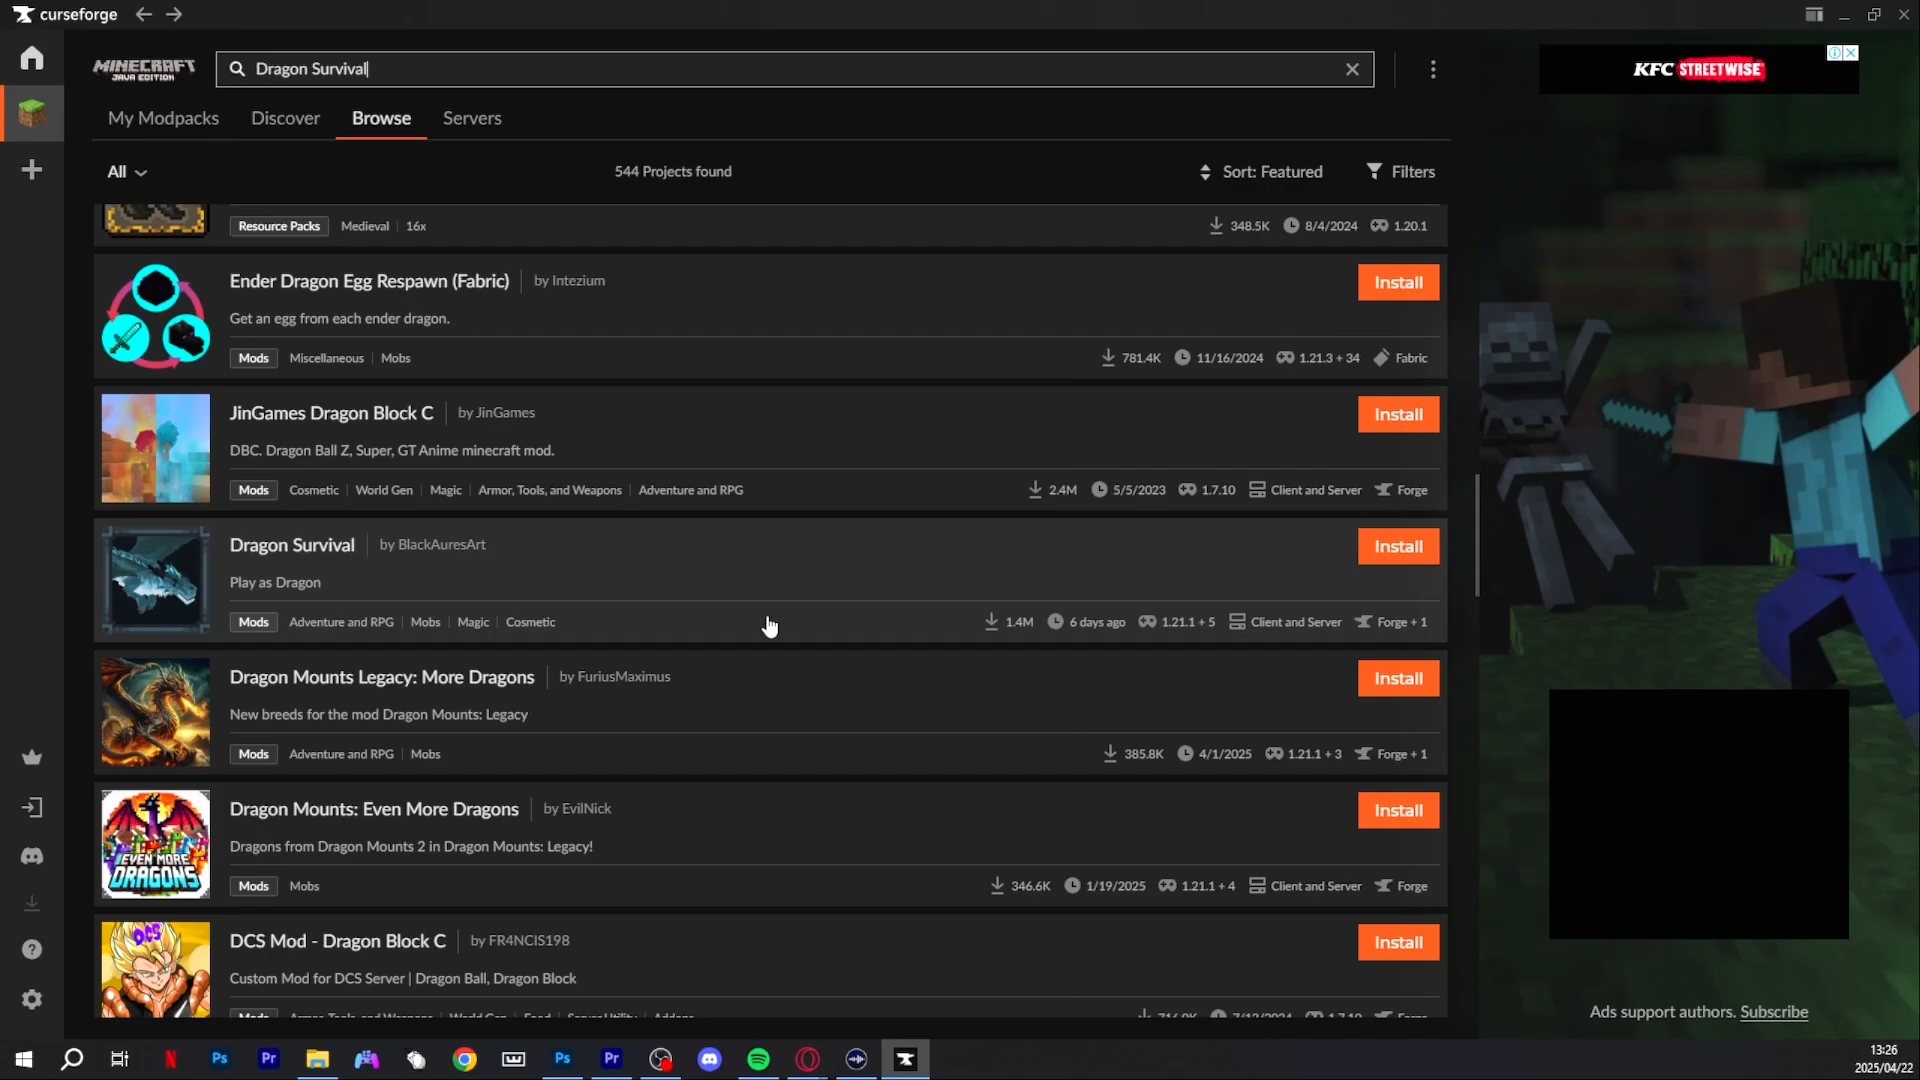 curseforge
MINECRAFT
JAVA EDITION
Dragon Survival
KFC STREETWISE
My Modpacks Discover Browse Servers
All 544 Projects found Sort: Featured Filters
Resource Packs Medieval 16x 348.5K 8/4/2024 1.20.1
Ender Dragon Egg Respawn (Fabric) by Intezium Install
Get an egg from each ender dragon.
Mods Miscellaneous Mobs 781.4K 11/16/2024 1.21.3 + 34 Fabric
JinGames Dragon Block C by JinGames Install
DBC. Dragon Ball Z, Super, GT Anime minecraft mod.
Mods Cosmetic World Gen Magic Armor, Tools, and Weapons Adventure and RPG 2.4M 5/5/2023 1.7.10 Client and Server Forge
Dragon Survival by BlackAuresArt Install
Play as Dragon
Mods Adventure and RPG Mobs Magic Cosmetic 1.4M 6 days ago 1.21.1 + 5 Client and Server Forge + 1
Dragon Mounts Legacy: More Dragons by FuriusMaximus Install
New breeds for the mod Dragon Mounts: Legacy
Mods Adventure and RPG Mobs 385.8K 4/1/2025 1.21.1 + 3 Forge + 1
EVEN MORE
DRAGONS
Dragon Mounts: Even More Dragons by EvilNick Install
Dragons from Dragon Mounts 2 in Dragon Mounts: Legacy!
Mods Mobs 346.6K 1/19/2025 1.21.1 + 4 Client and Server Forge
DCS
DCS Mod - Dragon Block C by FR4NCIS198 Install
Custom Mod for DCS Server | Dragon Ball, Dragon Block
Ads support authors. Subscribe
Ps Pr Ps Pr
13:26
2025/04/22